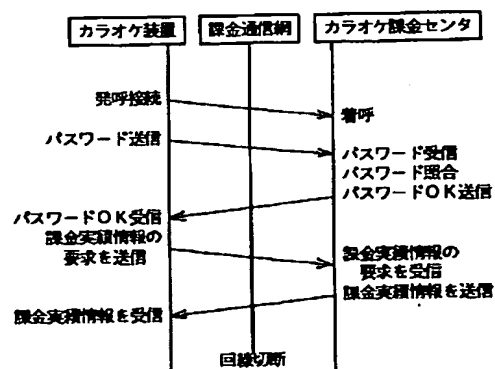 カラオケ装置
課金通信網
カラオケ課金センタ
発呼接続
着呼
パスワード送信
パスワード受信
パスワード照合
パスワードOK送信
パスワードOK受信
課金実績情報の
要求を送信
課金実績情報の
要求を受信
課金実績情報を送信
課金実績情報を受信
回線切断